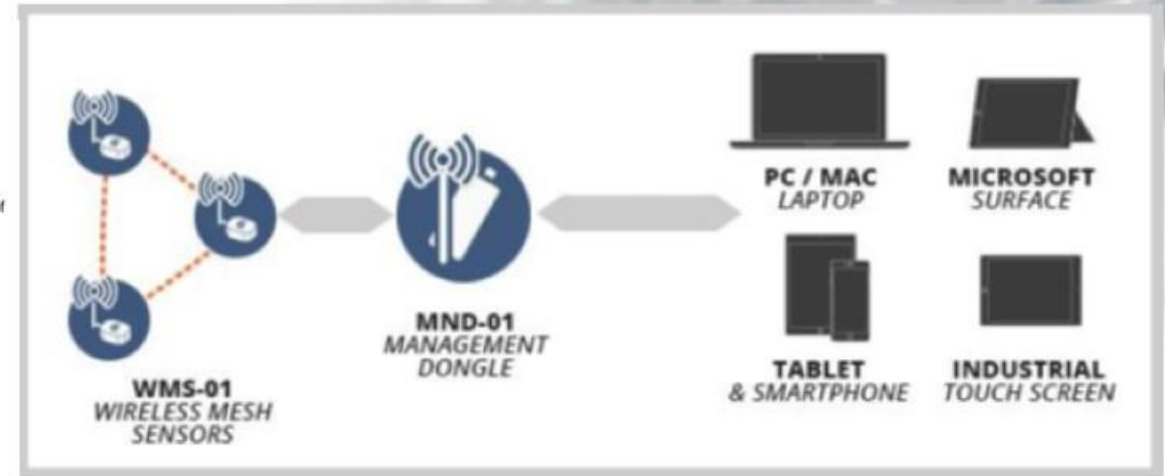 WMS-01
WIRELESS MESH
SENSORS
MND-01
MANAGEMENT
DONGLE
PC / MAC
LAPTOP
MICROSOFT
SURFACE
TABLET
& SMARTPHONE
INDUSTRIAL
TOUCH SCREEN